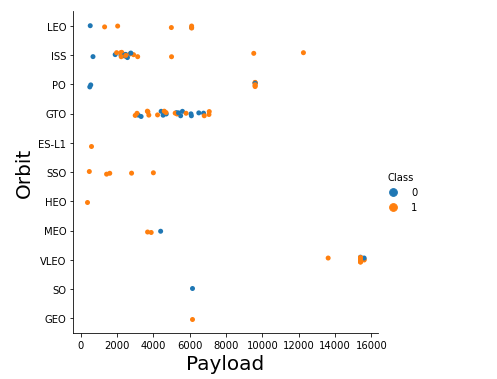 LEO
ISS
PO
GTO
ES-L1
SSO
HEO
MEO
VLEO
SO
GEO
Orbit
0 2000 4000 6000 8000 10000 12000 14000 16000
Payload
Class
0
1